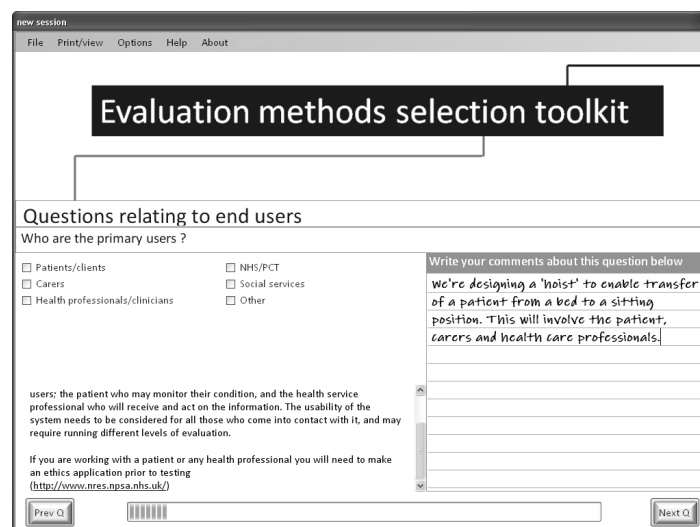 new session
File Print/view Options Help About
Evaluation methods selection toolkit
Questions relating to end users
Who are the primary users ?
Patients/clients
Carers
Health professionals/clinicians
NHS/PCT
Social services
Other
Write your comments about this question below
We're designing a 'hoist' to enable transfer
of a patient from a bed to a sitting
position. This will involve the patient,
carers and health care professionals.
users; the patient who may monitor their condition, and the health service
professional who will receive and act on the information. The usability of the
system needs to be considered for all those who come into contact with it, and may
require running different levels of evaluation.
If you are working with a patient or any health professional you will need to make
an ethics application prior to testing
(http://www.nres.npsa.nhs.uk/)
Prev Q
Next Q